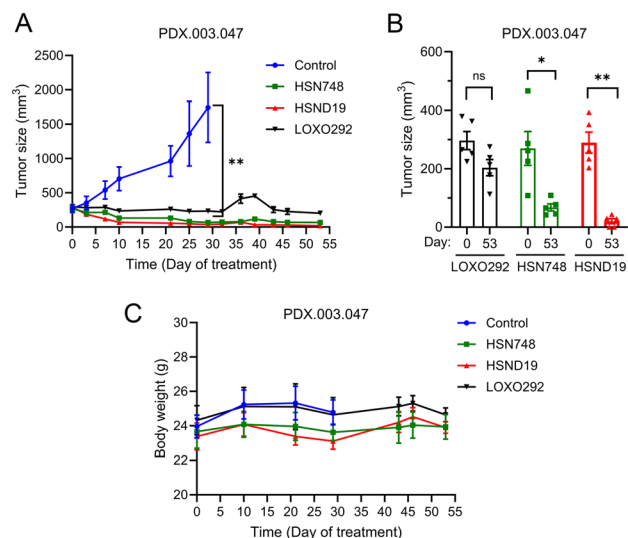 A
PDX.003.047
Tumor size (mm³)
2500
2000
1500
1000
500
0
0 5 10 15 20 25 30 35 40 45 50 55
Time (Day of treatment)
Control
HSN748
HSND19
LOXO292
**
B
PDX.003.047
Tumor size (mm³)
600
400
200
0
ns
*
**
Day: 0 53 0 53 0 53
LOXO292 HSN748 HSND19
C
PDX.003.047
Body weight (g)
30
28
26
24
22
20
0 5 10 15 20 25 30 35 40 45 50 55
Time (Day of treatment)
Control
HSN748
HSND19
LOXO292